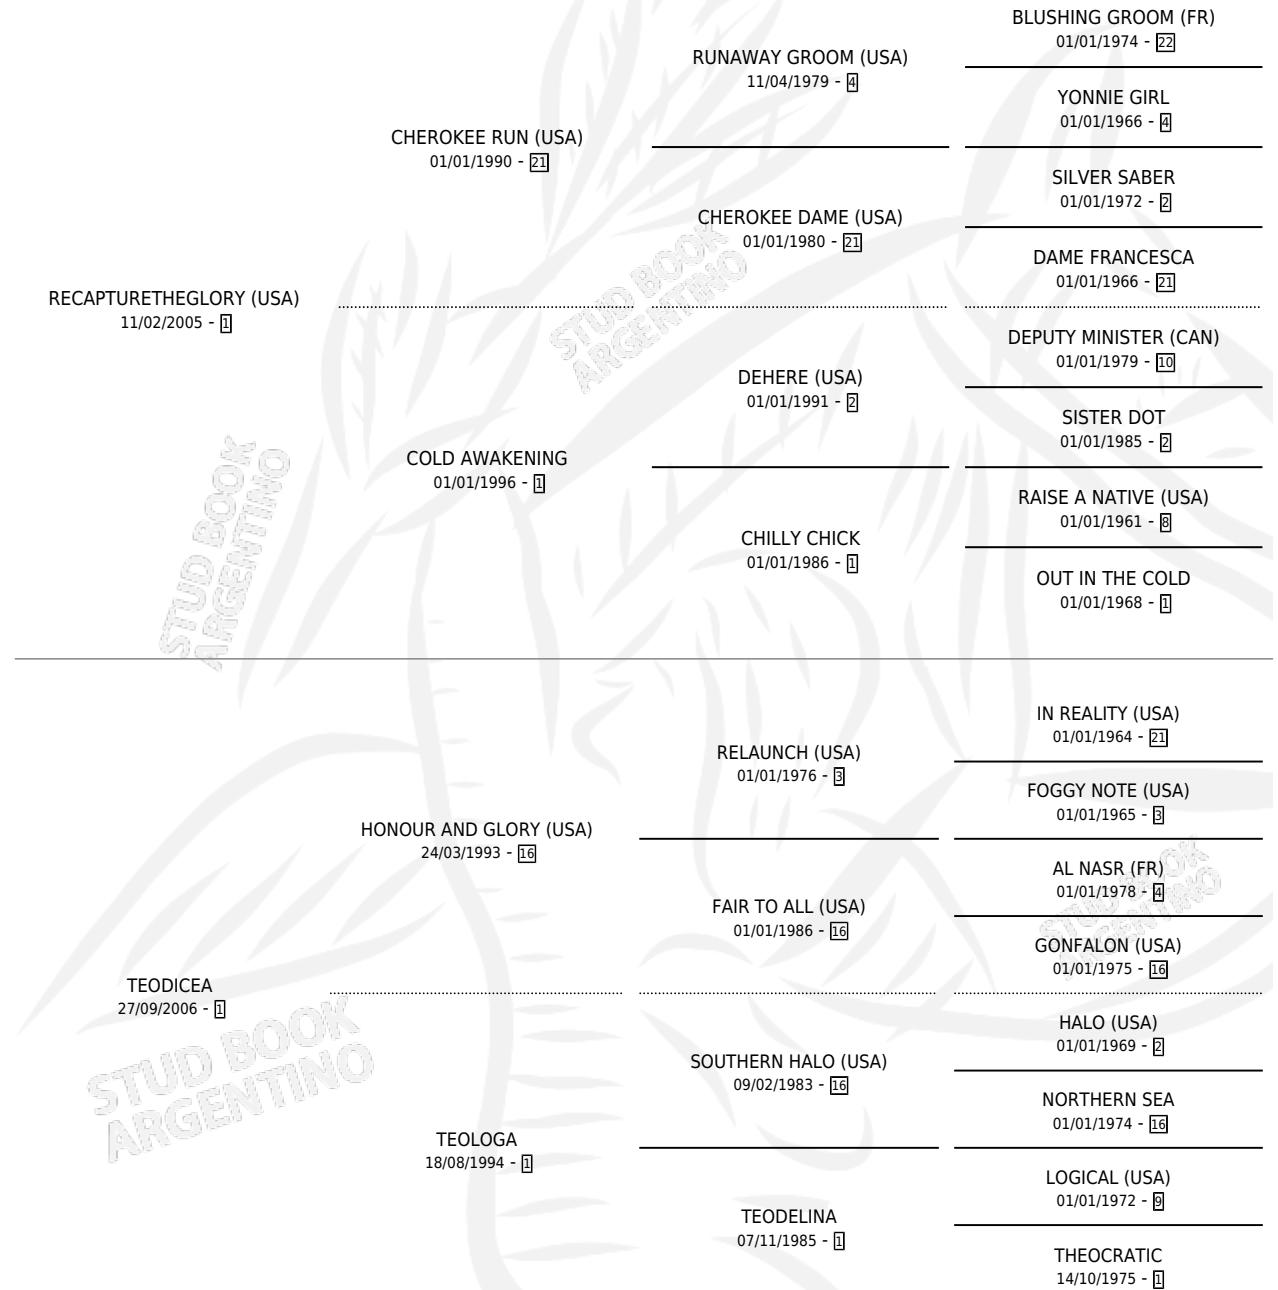 BLUSHING GROOM (FR)
01/01/1974 - 22
RUNAWAY GROOM (USA)
11/04/1979 - 4
YONNIE GIRL
01/01/1966 - 4
CHEROKEE RUN (USA)
01/01/1990 - 21
SILVER SABER
01/01/1972 - 2
CHEROKEE DAME (USA)
01/01/1980 - 21
DAME FRANCESCA
01/01/1966 - 21
RECAPTURETHEGLORY (USA)
11/02/2005 - 1
DEPUTY MINISTER (CAN)
01/01/1979 - 10
DEHERE (USA)
01/01/1991 - 2
SISTER DOT
01/01/1985 - 2
COLD AWAKENING
01/01/1996 - 1
RAISE A NATIVE (USA)
01/01/1961 - 8
CHILLY CHICK
01/01/1986 - 1
OUT IN THE COLD
01/01/1968 - 1
IN REALITY (USA)
01/01/1964 - 21
RELAUNCH (USA)
01/01/1976 - 3
FOGGY NOTE (USA)
01/01/1965 - 3
HONOUR AND GLORY (USA)
24/03/1993 - 16
AL NASR (FR)
01/01/1978 - 4
FAIR TO ALL (USA)
01/01/1986 - 16
GONFALON (USA)
01/01/1975 - 16
TEODICEA
27/09/2006 - 1
HALO (USA)
01/01/1969 - 2
SOUTHERN HALO (USA)
09/02/1983 - 16
NORTHERN SEA
01/01/1974 - 16
TEOLOGA
18/08/1994 - 1
LOGICAL (USA)
01/01/1972 - 9
TEODELINA
07/11/1985 - 1
THEOCRATIC
14/10/1975 - 1
STUD BOOK
ARGENTINO
STUD BOOK
ARGENTINO
STUD BOOK
ARGENTINO
STUD BOOK
ARGENTINO